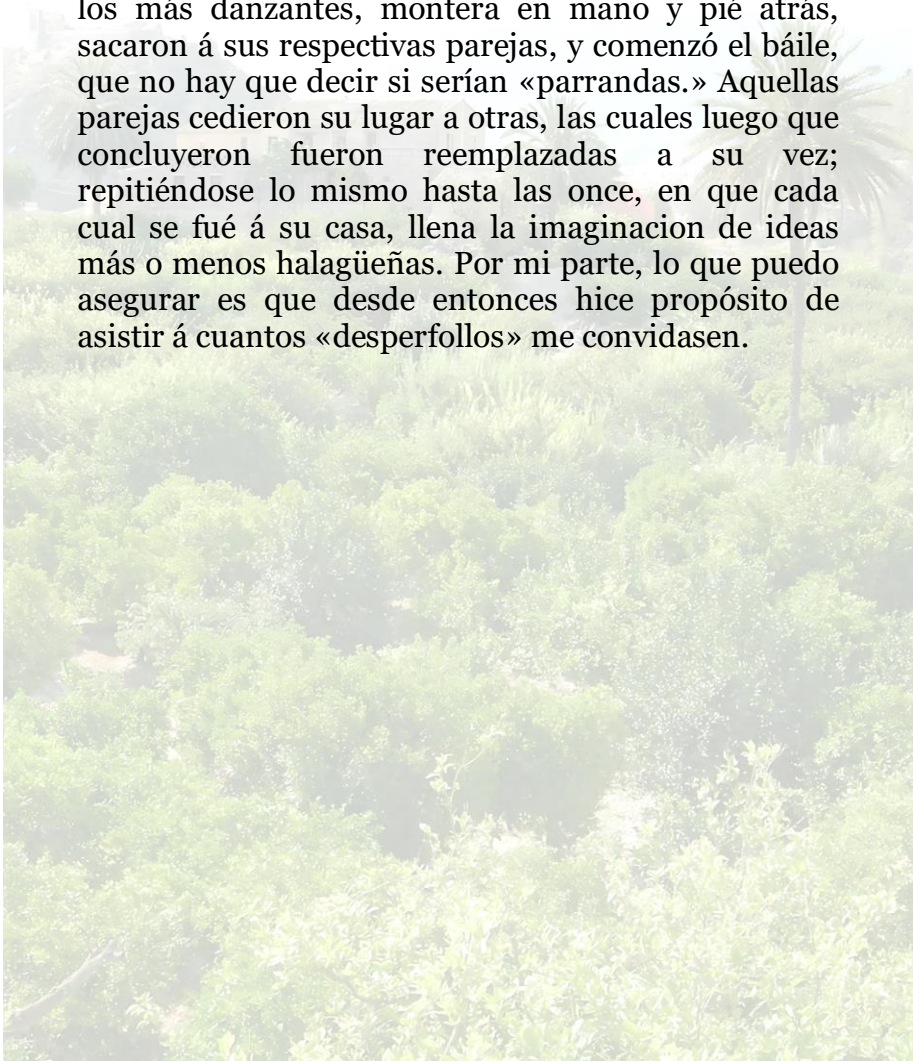 los más danzantes, montera en mano y pié atrás,
sacaron á sus respectivas parejas, y comenzó el báile,
que no hay que decir si serían «parrandas.» Aquellas
parejas cedieron su lugar a otras, las cuales luego que
concluyeron fueron reemplazadas a su vez;
repitiéndose lo mismo hasta las once, en que cada
cual se fué á su casa, llena la imaginacion de ideas
más o menos halagüeñas. Por mi parte, lo que puedo
asegurar es que desde entonces hice propósito de
asistir á cuantos «desperfollos» me convidasen.